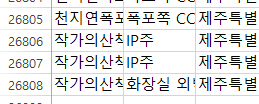 26805 천지연폭포 폭포쪽 CC 제주특별
26806 작가의산책 IP주 제주특별
26807 작가의산책 IP주 제주특별
26808 작가의산책 화장실 외 제주특별